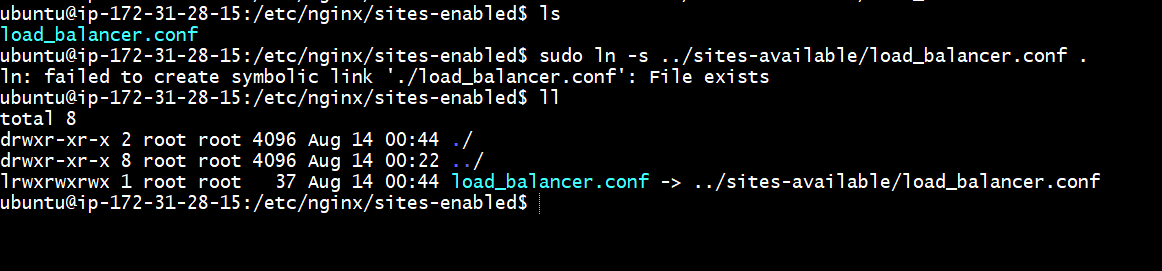 ubuntu@ip-172-31-28-15:/etc/nginx/sites-enabled$ ls
load_balancer.conf
ubuntu@ip-172-31-28-15:/etc/nginx/sites-enabled$ sudo ln -s ../sites-available/load_balancer.conf .
ln: failed to create symbolic link './load_balancer.conf': File exists
ubuntu@ip-172-31-28-15:/etc/nginx/sites-enabled$ ll
total 8
drwxr-xr-x 2 root root 4096 Aug 14 00:44 ./
drwxr-xr-x 8 root root 4096 Aug 14 00:22 ../
lrwxrwxrwx 1 root root   37 Aug 14 00:44 load_balancer.conf -> ../sites-available/load_balancer.conf
ubuntu@ip-172-31-28-15:/etc/nginx/sites-enabled$